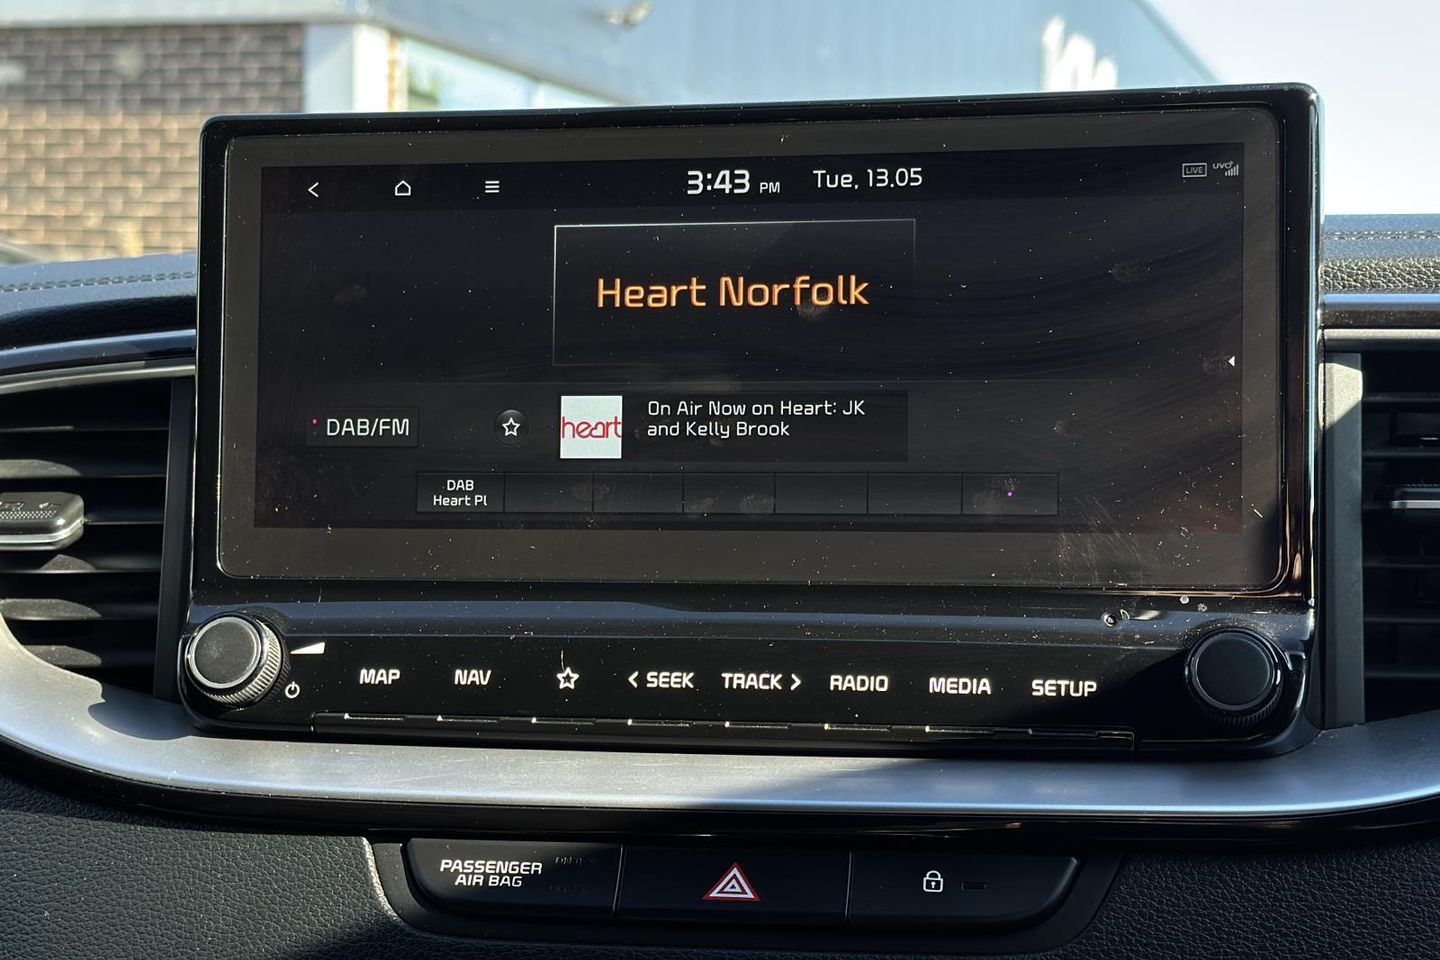 3:43 PM Tue, 13.05
LIVE UVO
Heart Norfolk
DAB/FM
heart
On Air Now on Heart: JK
and Kelly Brook
DAB
Heart Pl
MAP NAV < SEEK TRACK > RADIO MEDIA SETUP
PASSENGER
AIR BAG